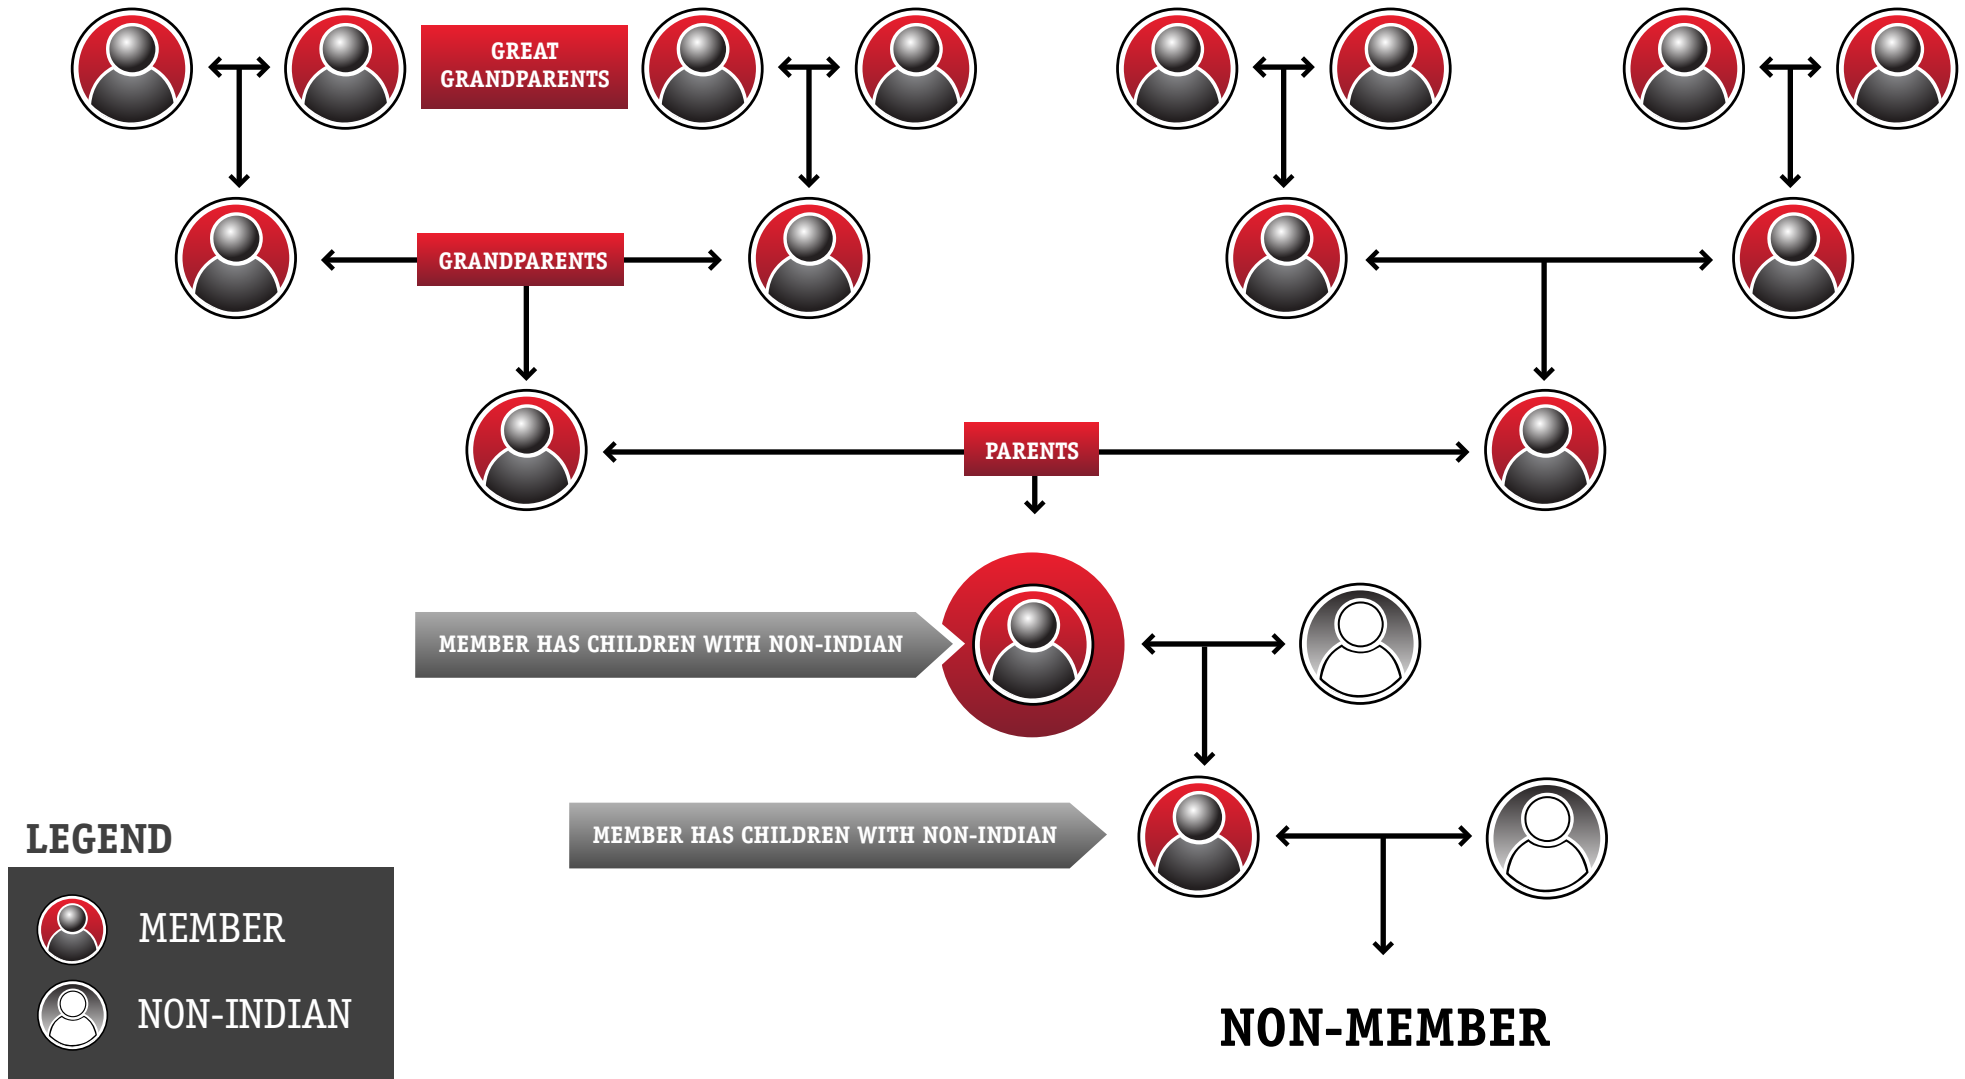 GREAT
GRANDPARENTS
GRANDPARENTS
PARENTS
MEMBER HAS CHILDREN WITH NON-INDIAN
MEMBER HAS CHILDREN WITH NON-INDIAN
LEGEND
MEMBER
NON-INDIAN
NON-MEMBER